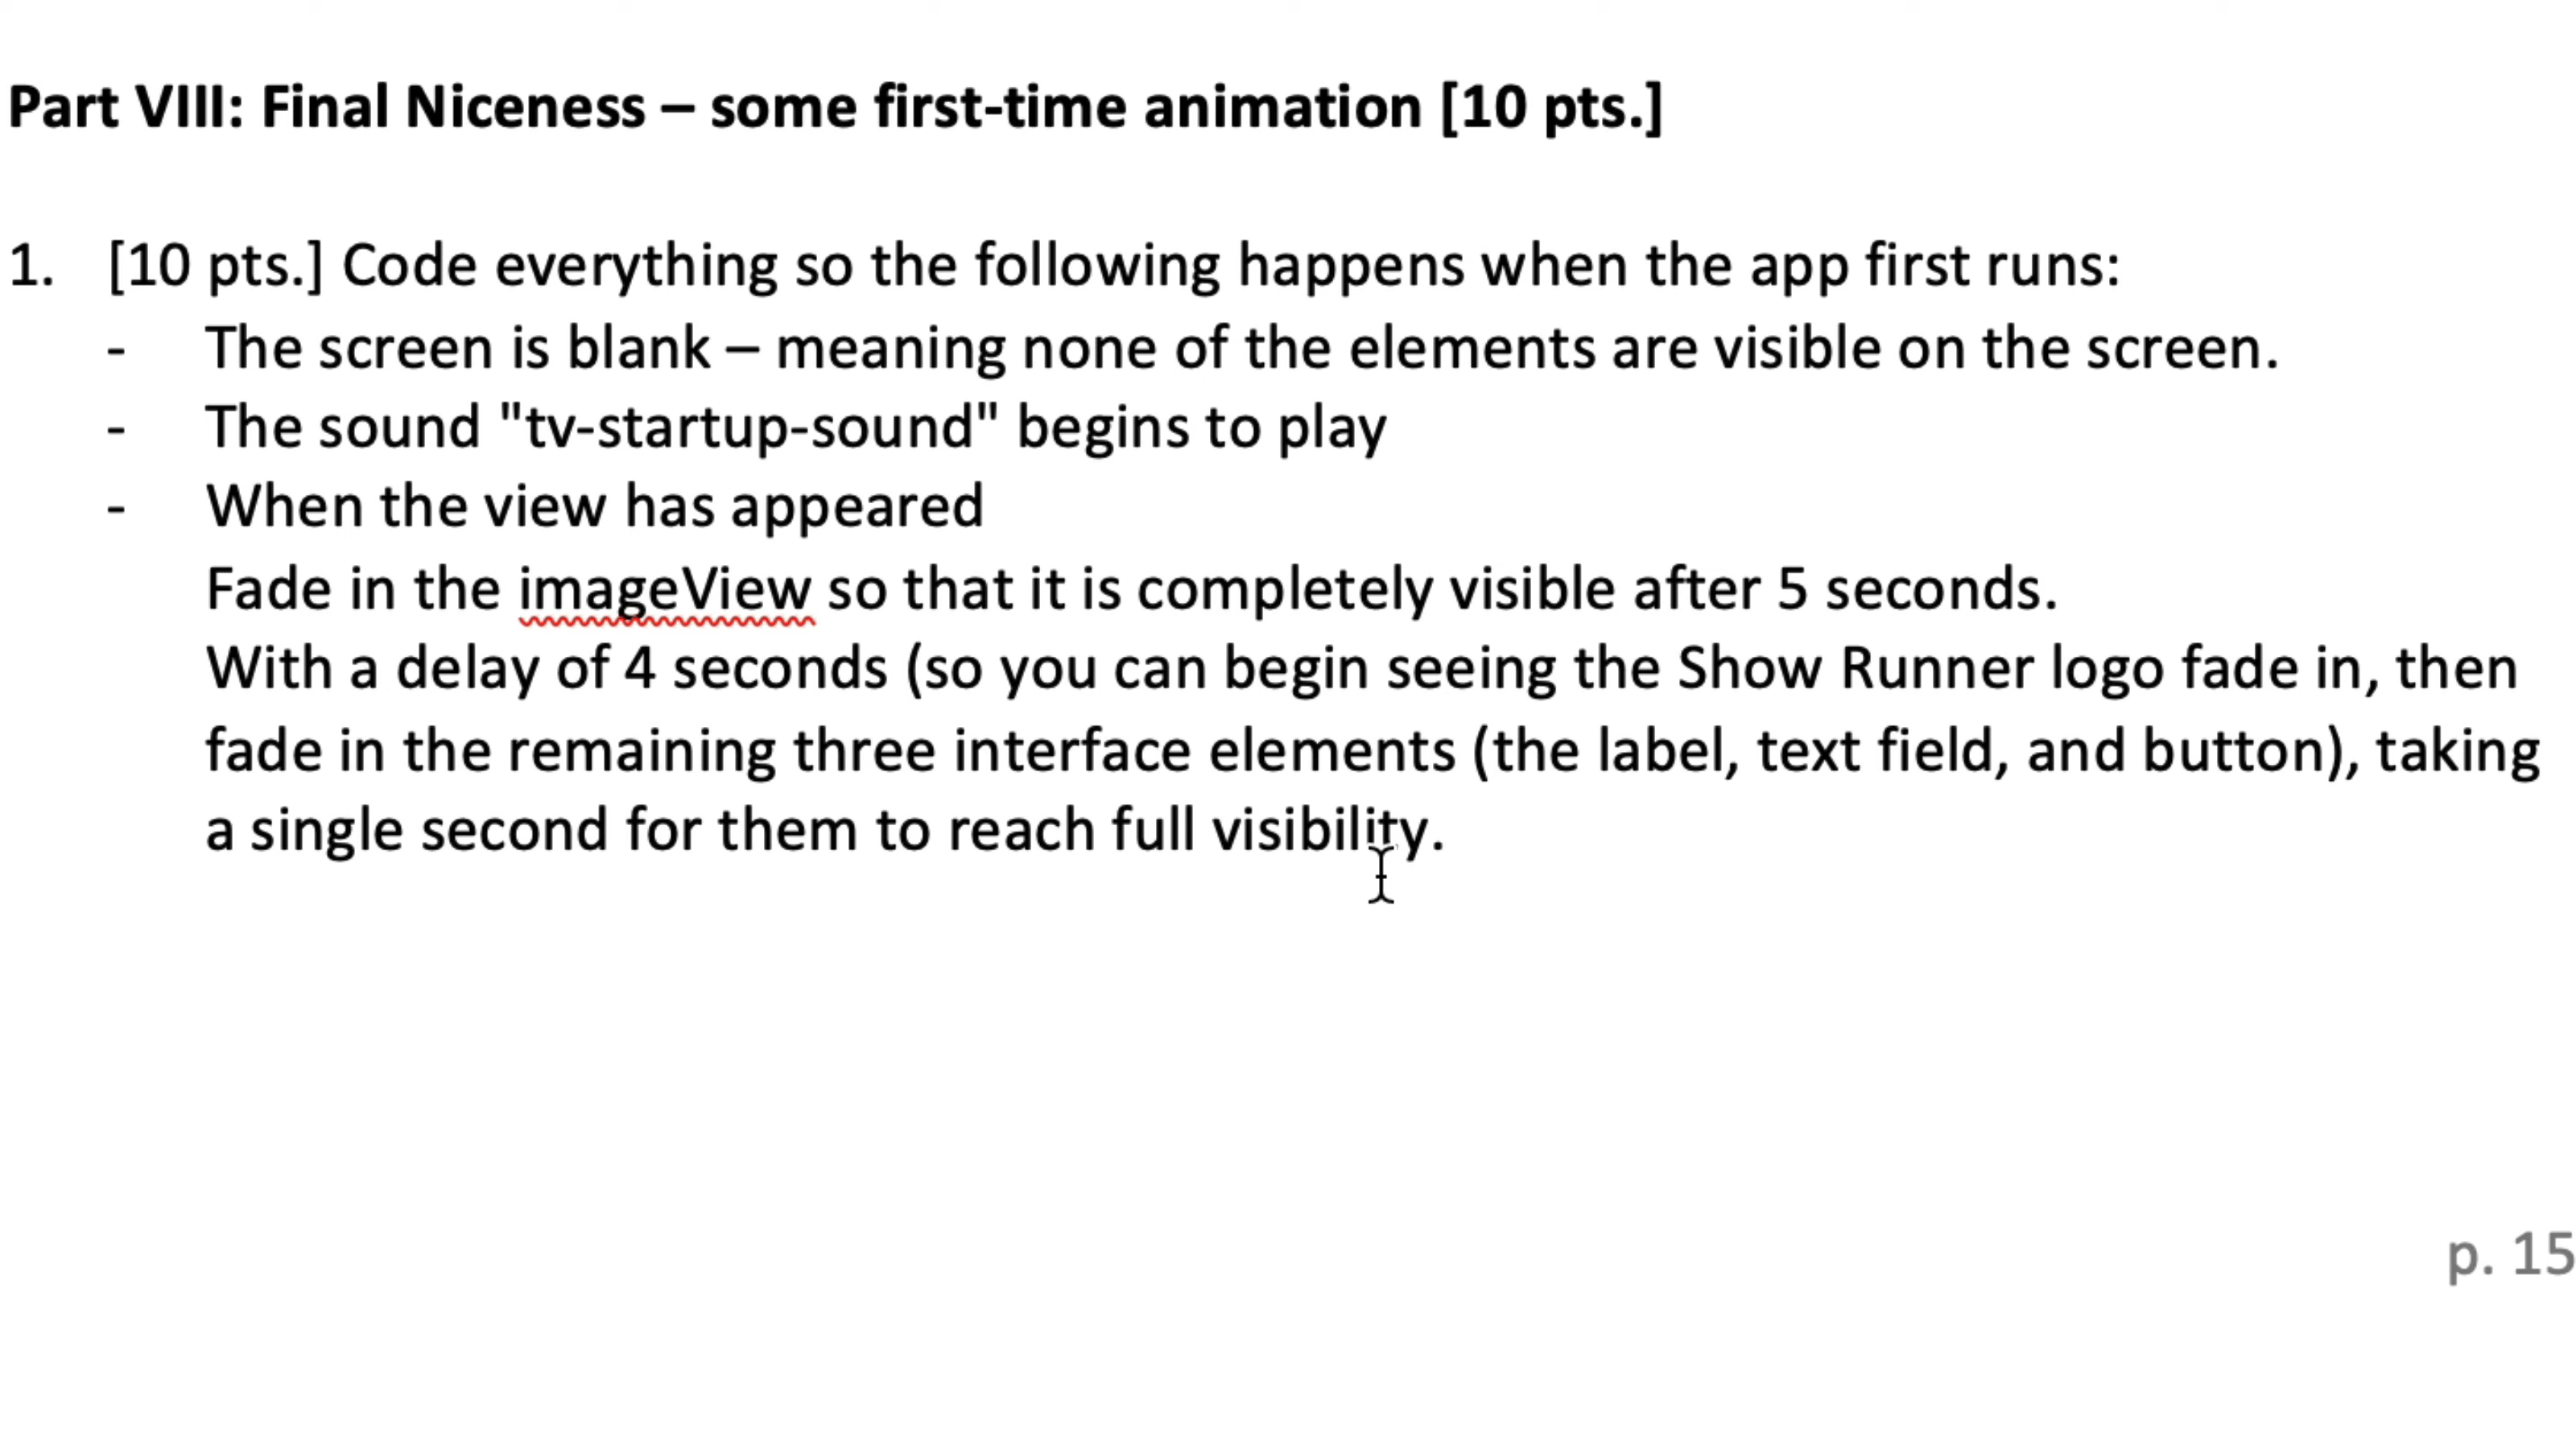 Part VIII: Final Niceness – some first-time animation [10 pts.]
1. [10 pts.] Code everything so the following happens when the app first runs:
- The screen is blank – meaning none of the elements are visible on the screen.
- The sound "tv-startup-sound" begins to play
- When the view has appeared
Fade in the imageView so that it is completely visible after 5 seconds.
With a delay of 4 seconds (so you can begin seeing the Show Runner logo fade in, then
fade in the remaining three interface elements (the label, text field, and button), taking
a single second for them to reach full visibility.
p. 15